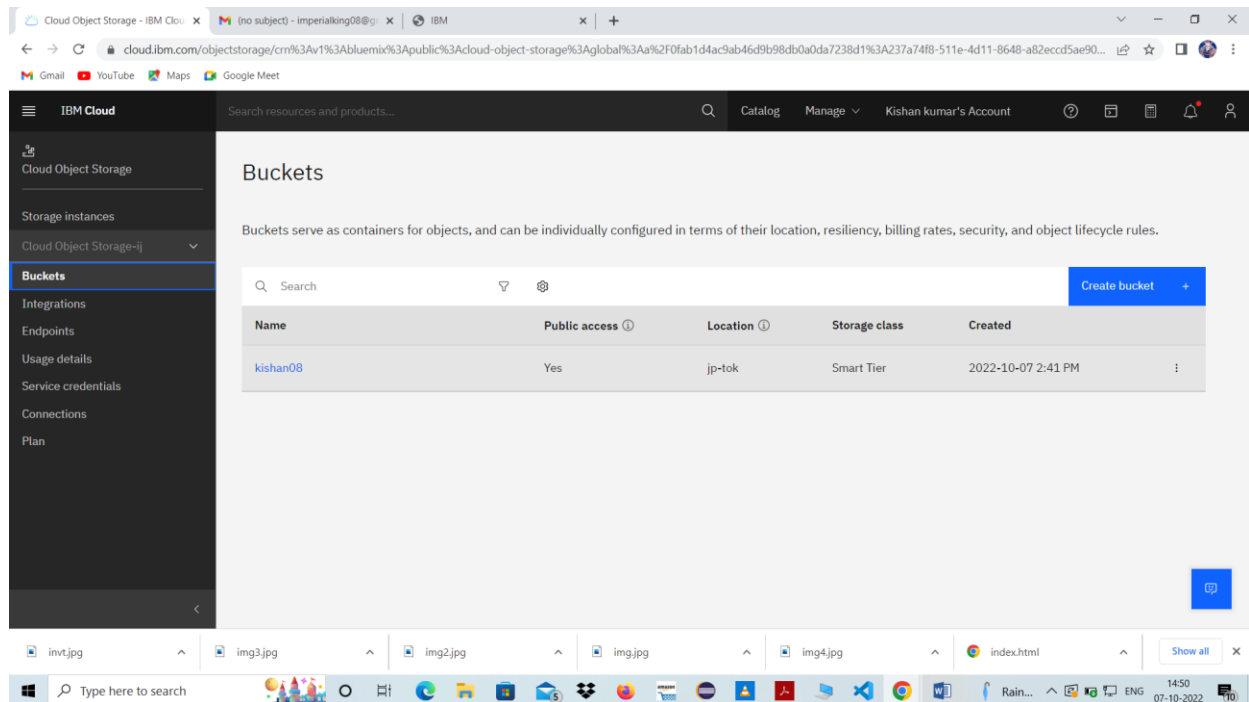 Cloud Object Storage - IBM Clou
(no subject) - imperialking08@g
IBM
cloud.ibm.com/objectstorage/crn%3Av1%3Abluemix%3Apublic%3Acloud-object-storage%3Aglobal%3Aa%2F0fab1d4ac9ab46d9b98db0a0da7238d1%3A237a74f8-511e-4d11-8648-a82eccd5ae90...
Gmail YouTube Maps Google Meet
IBM Cloud
Search resources and products...
Catalog Manage Kishan kumar's Account
Cloud Object Storage
Storage instances
Cloud Object Storage-ij
Buckets
Integrations
Endpoints
Usage details
Service credentials
Connections
Plan
Buckets
Buckets serve as containers for objects, and can be individually configured in terms of their location, resiliency, billing rates, security, and object lifecycle rules.
Search
Create bucket +
Name Public access Location Storage class Created
kishan08 Yes jp-tok Smart Tier 2022-10-07 2:41 PM
invt.jpg img3.jpg img2.jpg img.jpg img4.jpg index.html Show all
Type here to search
Rain... ENG
14:50
07-10-2022